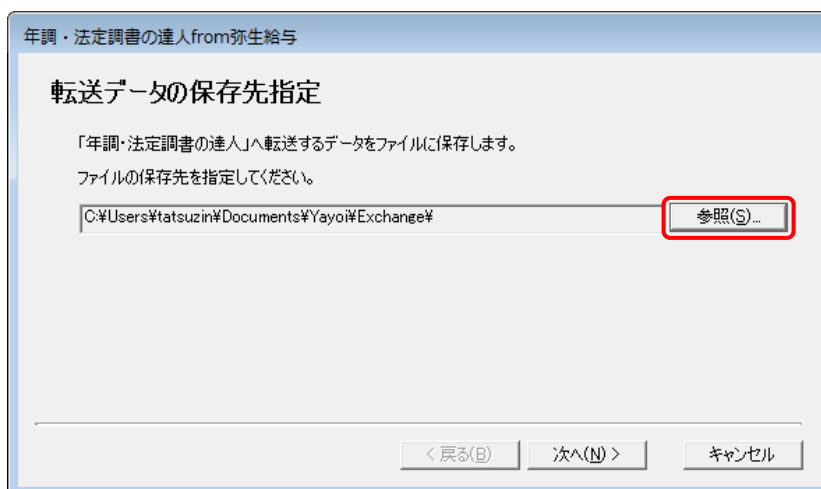 年調・法定調書の達人from弥生給与
転送データの保存先指定
「年調・法定調書の達人」へ転送するデータをファイルに保存します。
ファイルの保存先を指定してください。
C:¥Users¥tatsuzin¥Documents¥Yayoi¥Exchange¥ 参照(S)...
< 戻る(B) 次へ(N) > キャンセル